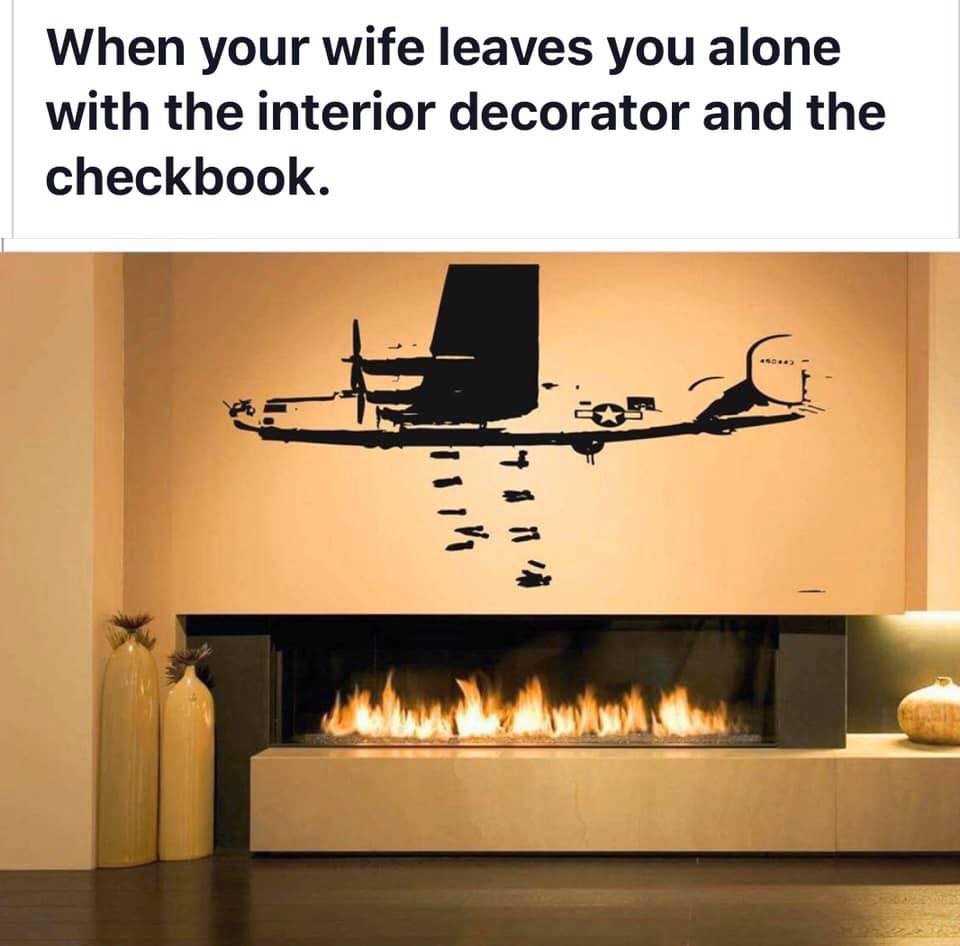 When your wife leaves you alone
with the interior decorator and the
checkbook.